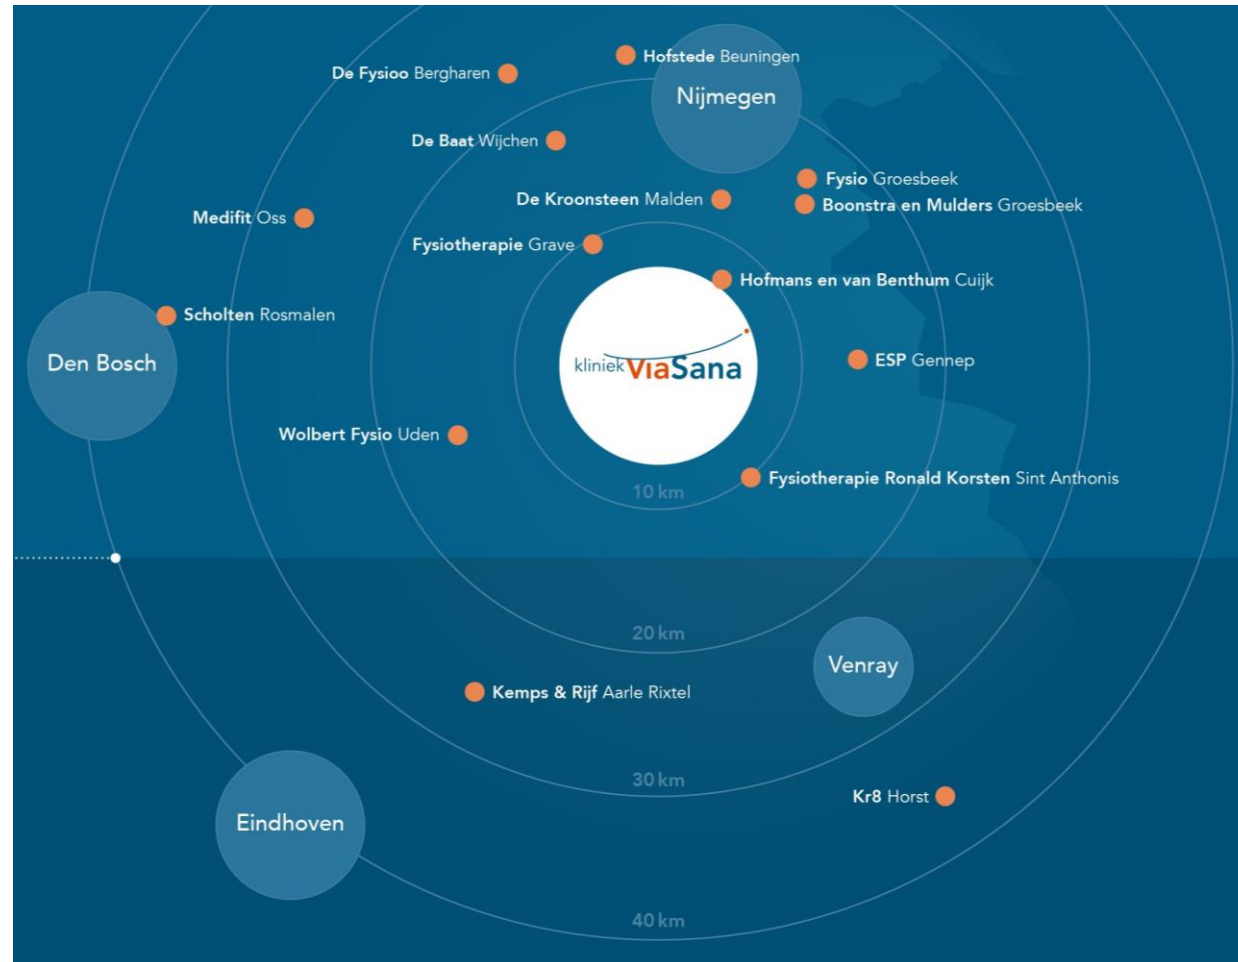 Hofstede Beuningen
De Fysioo Bergharen
Nijmegen
De Baat Wijchen
Fysio Groesbeek
De Kroonsteen Malden
Boonstra en Mulders Groesbeek
Medifit Oss
Fysiotherapie Grave
Hofmans en van Benthum Cuijk
Scholten Rosmalen
Den Bosch
kliniek ViaSana
ESP Gennep
Wolbert Fysio Uden
Fysiotherapie Ronald Korsten Sint Anthonis
10 km
20 km
Venray
Kemps & Rijf Aarle Rixtel
30 km
Kr8 Horst
Eindhoven
40 km